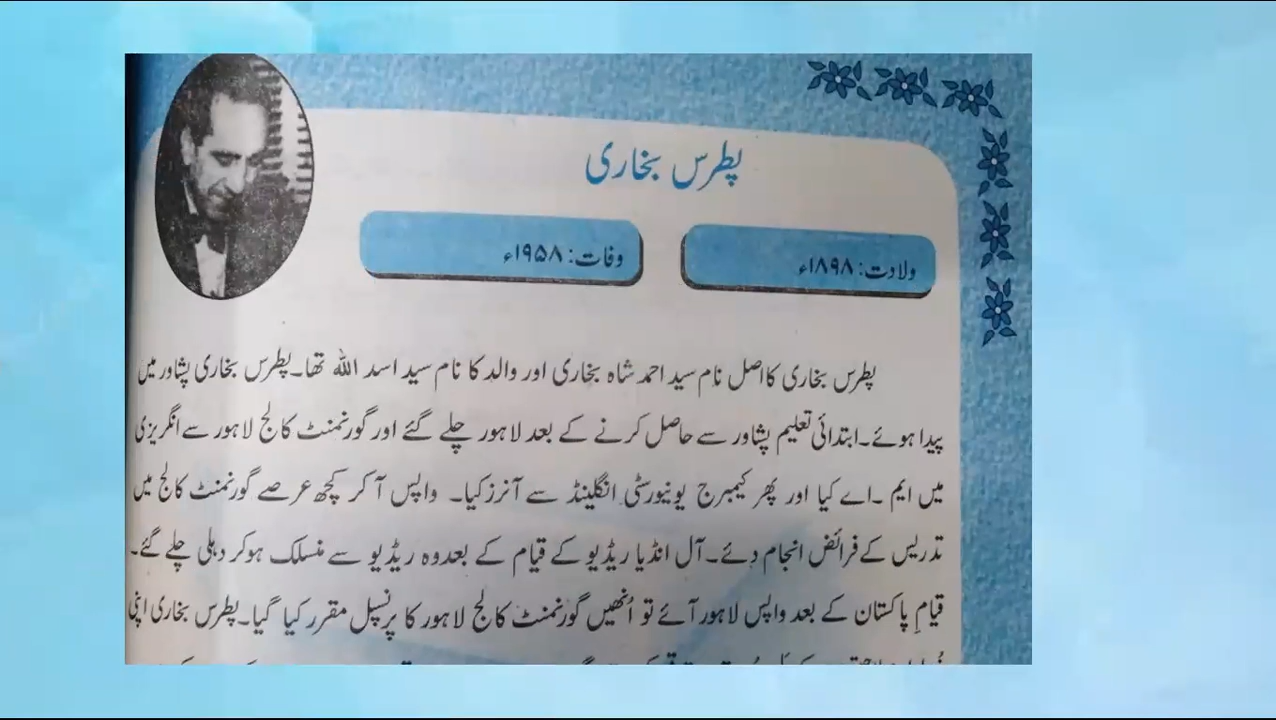 پطرس بخاری
ولادت: ۱۸۹۸ء
وفات: ۱۹۵۸ء
پطرس بخاری کا اصل نام سید احمد شاہ بخاری اور والد کا نام سید اسد اللہ تھا۔ پطرس بخاری پشاور میں
پیدا ہوئے۔ ابتدائی تعلیم پشاور سے حاصل کرنے کے بعد لاہور چلے گئے اور گورنمنٹ کالج لاہور سے انگریزی
میں ایم ۔اے کیا اور پھر کیمبرج یونیورسٹی انگلینڈ سے آنرز کیا۔ واپس آ کر کچھ عرصے گورنمنٹ کالج میں
تدریس کے فرائض انجام دئے۔ آل انڈیا ریڈیو کے قیام کے بعد وہ ریڈیو سے منسلک ہوکر دہلی چلے گئے۔
قیامِ پاکستان کے بعد واپس لاہور آئے تو اُنھیں گورنمنٹ کالج لاہور کا پرنسپل مقرر کیا گیا۔ پطرس بخاری اپنی